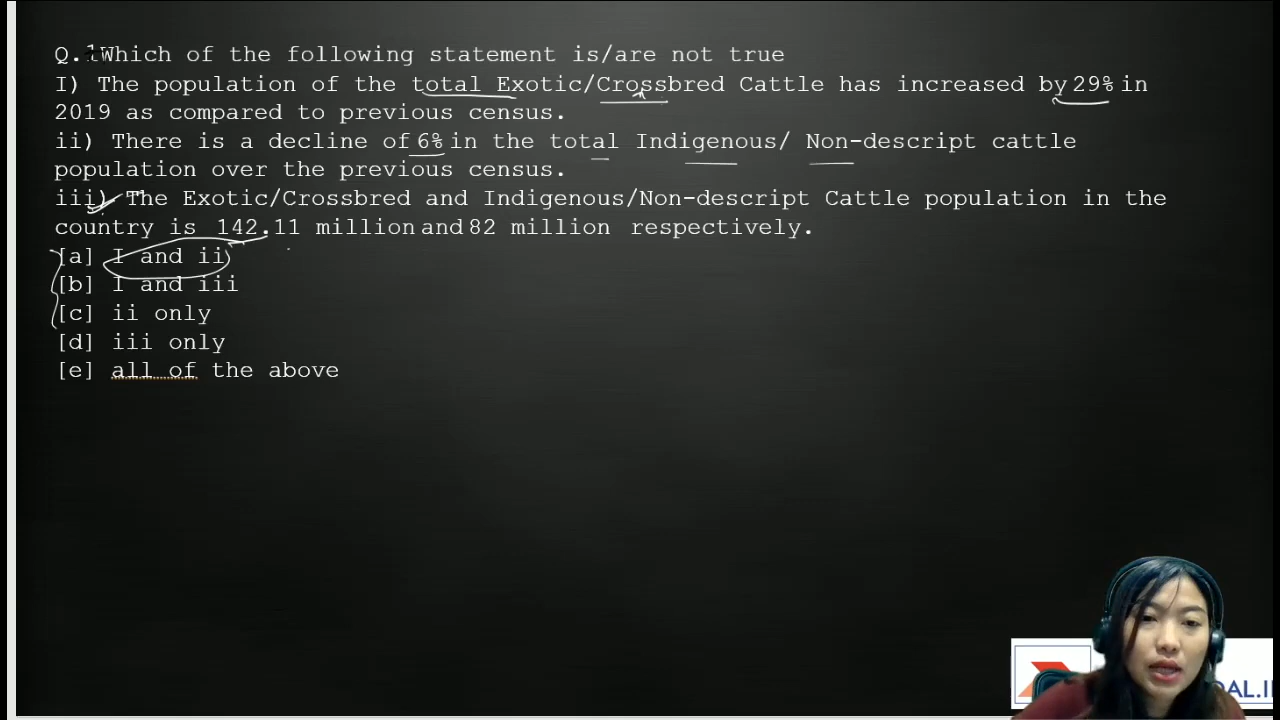 Q.1Which of the following statement is/are not true
I) The population of the total Exotic/Crossbred Cattle has increased by 29% in
2019 as compared to previous census.
ii) There is a decline of 6% in the total Indigenous/ Non-descript cattle
population over the previous census.
iii) The Exotic/Crossbred and Indigenous/Non-descript Cattle population in the
country is 142.11 million and 82 million respectively.
[a] I and ii
[b] I and iii
[c] ii only
[d] iii only
[e] all of the above